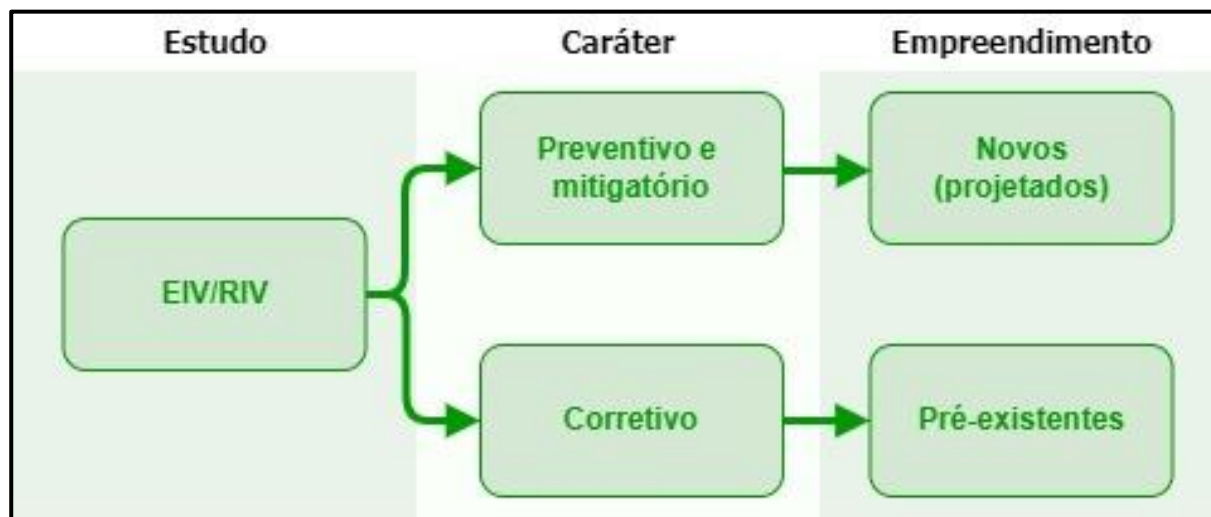 Estudo
Caráter
Empreendimento
EIV/RIV
Preventivo e
mitigatório
Novos
(projetados)
Corretivo
Pré-existentes